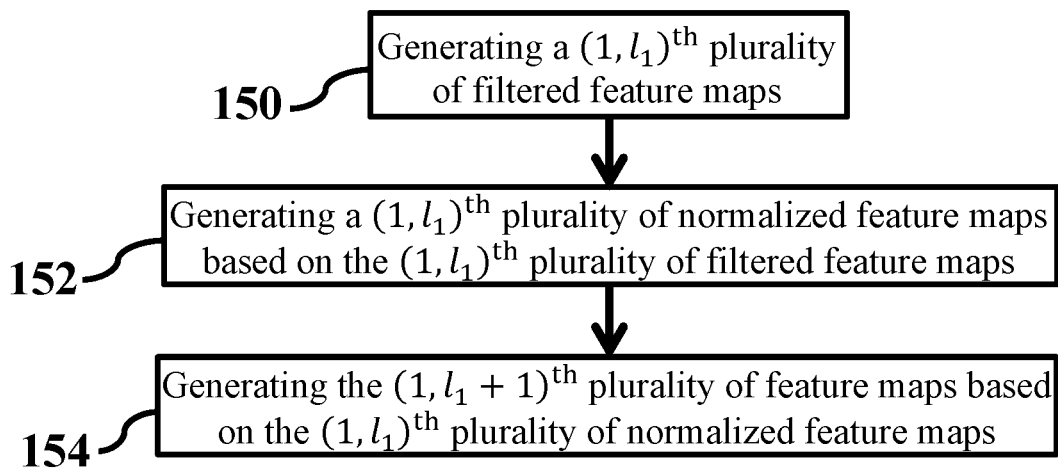 Generating a (1, l₁)ᵗʰ plurality
of filtered feature maps
150
Generating a (1, l₁)ᵗʰ plurality of normalized feature maps
based on the (1, l₁)ᵗʰ plurality of filtered feature maps
152
Generating the (1, l₁ + 1)ᵗʰ plurality of feature maps based
on the (1, l₁)ᵗʰ plurality of normalized feature maps
154